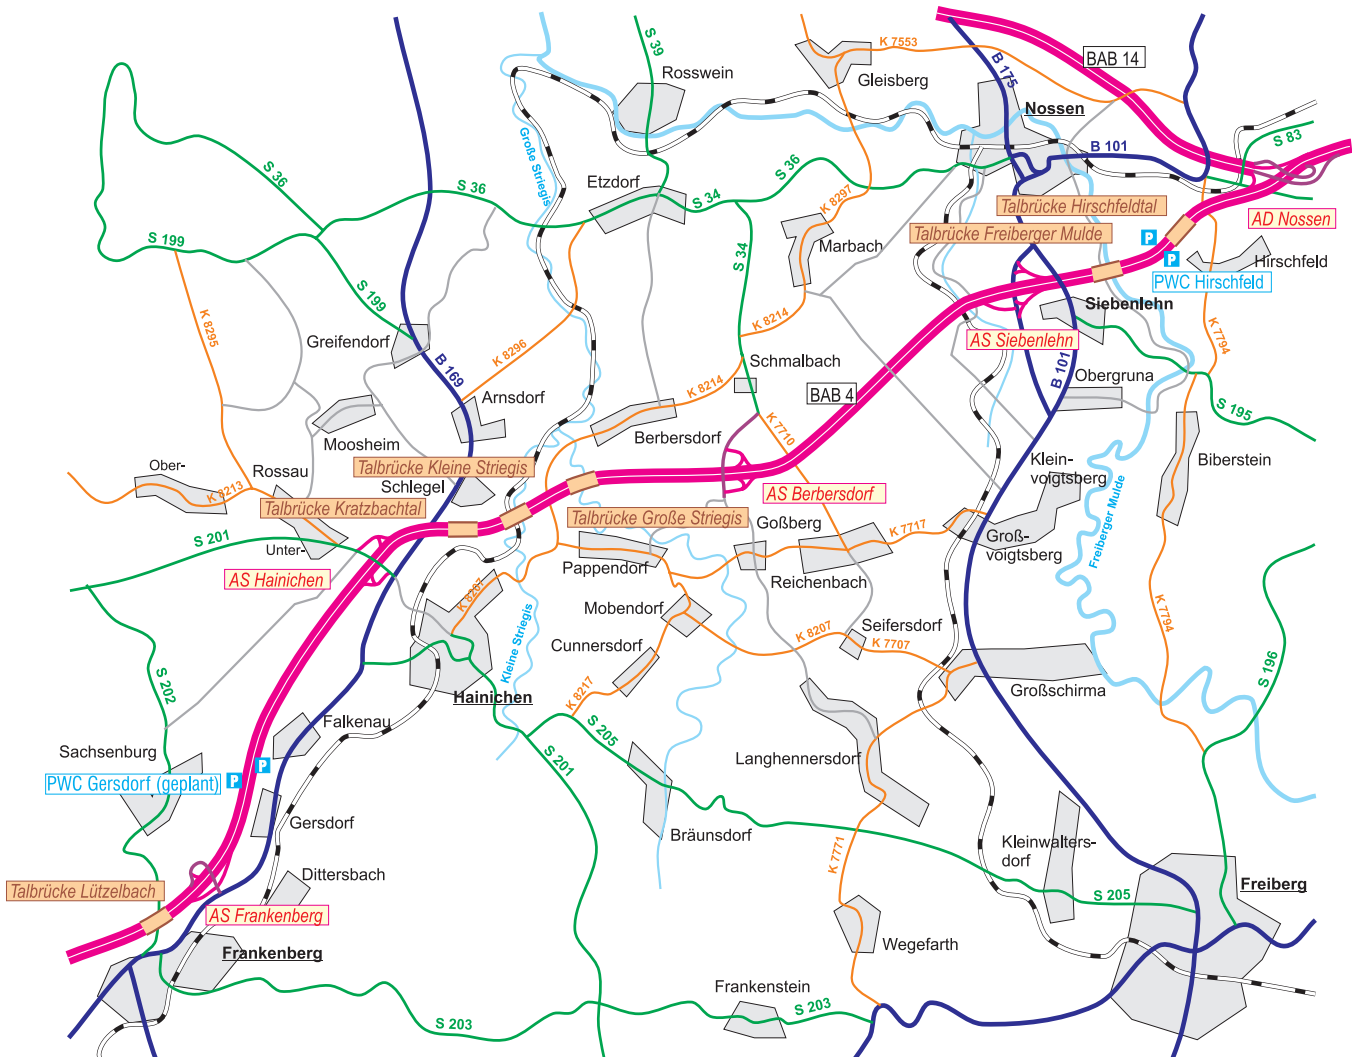 S 39
K 7553
BAB 14
Gleisberg
Rosswein
B 175
Nossen
S 83
B 101
Große Striegis
S 36
S 36
Etzdorf
S 36
S 34
K 8297
Talbrücke Hirschfeldtal
AD Nossen
Talbrücke Freiberger Mulde
P
Marbach
S 199
S 34
P
Hirschfeld
PWC Hirschfeld
S 199
Siebenlehn
K 8295
K 8214
Greifendorf
K 8296
AS Siebenlehn
K 7794
B 169
Schmalbach
B 101
Obergruna
K 8214
BAB 4
Arnsdorf
S 195
Moosheim
Berbersdorf
K 7710
Ober-
Rossau
Talbrücke Kleine Striegis
Klein-
voigtsberg
Biberstein
Schlegel
K 8213
AS Berbersdorf
Talbrücke Kratzbachtal
Talbrücke Große Striegis
Goßberg
Freiberger Mulde
S 201
K 7717
Groß-
voigtsberg
Unter-
Pappendorf
Reichenbach
AS Hainichen
K 8207
Mobendorf
K 7794
Seifersdorf
K 8207
K 7707
Cunnersdorf
Kleine Striegis
S 196
S 202
Hainichen
K 8217
Großschirma
Falkenau
S 205
Sachsenburg
S 201
Langhennersdorf
P
PWC Gersdorf (geplant)
P
Gersdorf
Bräunsdorf
Kleinwalters-
dorf
K 7771
Dittersbach
Freiberg
Talbrücke Lützelbach
S 205
AS Frankenberg
Wegefarth
Frankenberg
Frankenstein
S 203
S 203